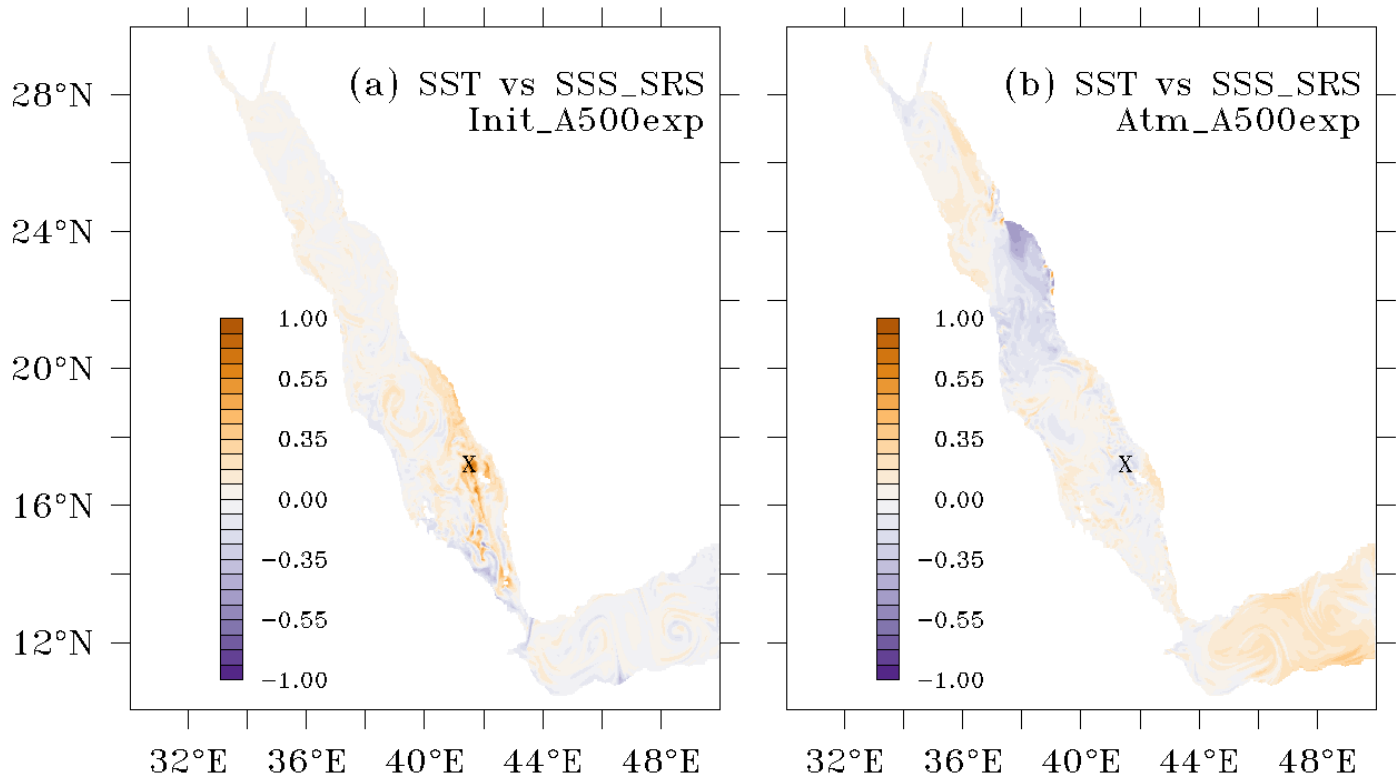 (a) SST vs SSS_SRS
Init_A500exp
(b) SST vs SSS_SRS
Atm_A500exp
28°N
24°N
20°N
16°N
12°N
1.00
0.55
0.35
0.00
−0.35
−0.55
−1.00
X
1.00
0.55
0.35
0.00
−0.35
−0.55
−1.00
X
32°E 36°E 40°E 44°E 48°E
32°E 36°E 40°E 44°E 48°E